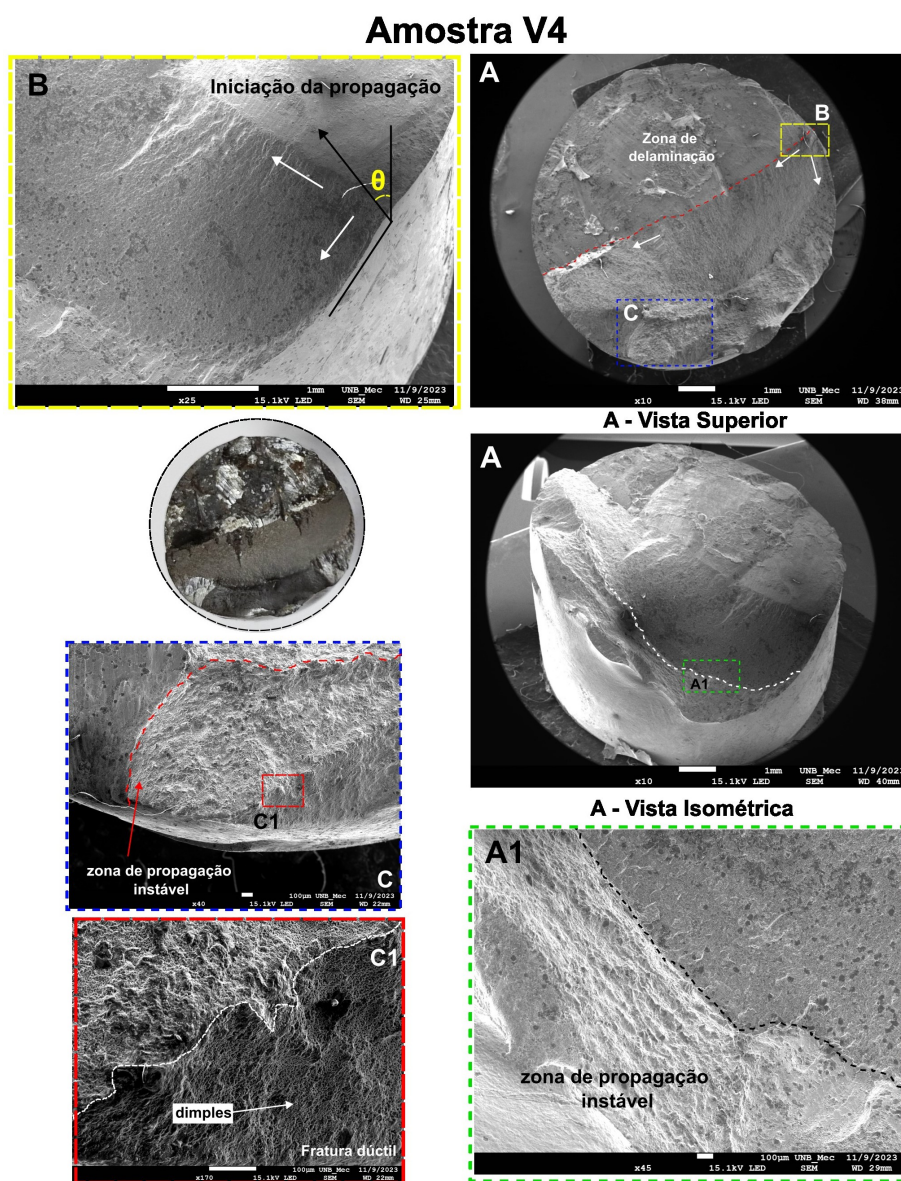 Amostra V4
B
Iniciação da propagação
θ
1mm UNB_Mec 11/9/2023
x25 15.1kV LED SEM WD 25mm
A
B
Zona de
delaminação
C
1mm UNB_Mec 11/9/2023
x10 15.1kV LED SEM WD 38mm
A - Vista Superior
A
A1
1mm UNB_Mec 11/9/2023
x10 15.1kV LED SEM WD 40mm
A - Vista Isométrica
C1
zona de propagação
instável
C
100µm UNB_Mec 11/9/2023
x40 15.1kV LED SEM WD 22mm
C1
dimples
Fratura dúctil
100µm UNB_Mec 11/9/2023
x170 15.1kV LED SEM WD 22mm
A1
zona de propagação
instável
100µm UNB_Mec 11/9/2023
x45 15.1kV LED SEM WD 29mm